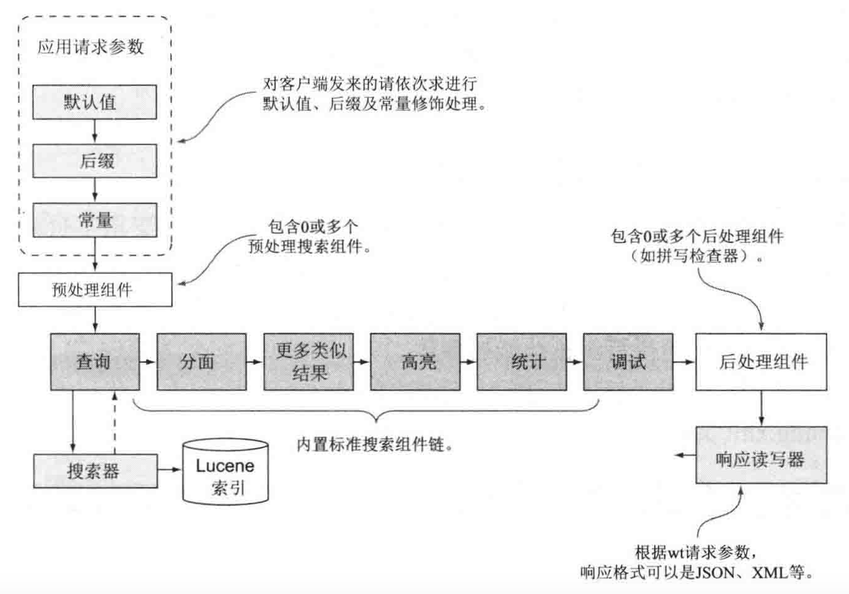 应用请求参数
默认值
后缀
常量
对客户端发来的请依次求进行
默认值、后缀及常量修饰处理。
包含0或多个
预处理搜索组件。
包含0或多个后处理组件
（如拼写检查器）。
预处理组件
查询
分面
更多类似
结果
高亮
统计
调试
后处理组件
内置标准搜索组件链。
搜索器
Lucene
索引
响应读写器
根据wt请求参数，
响应格式可以是JSON、XML等。